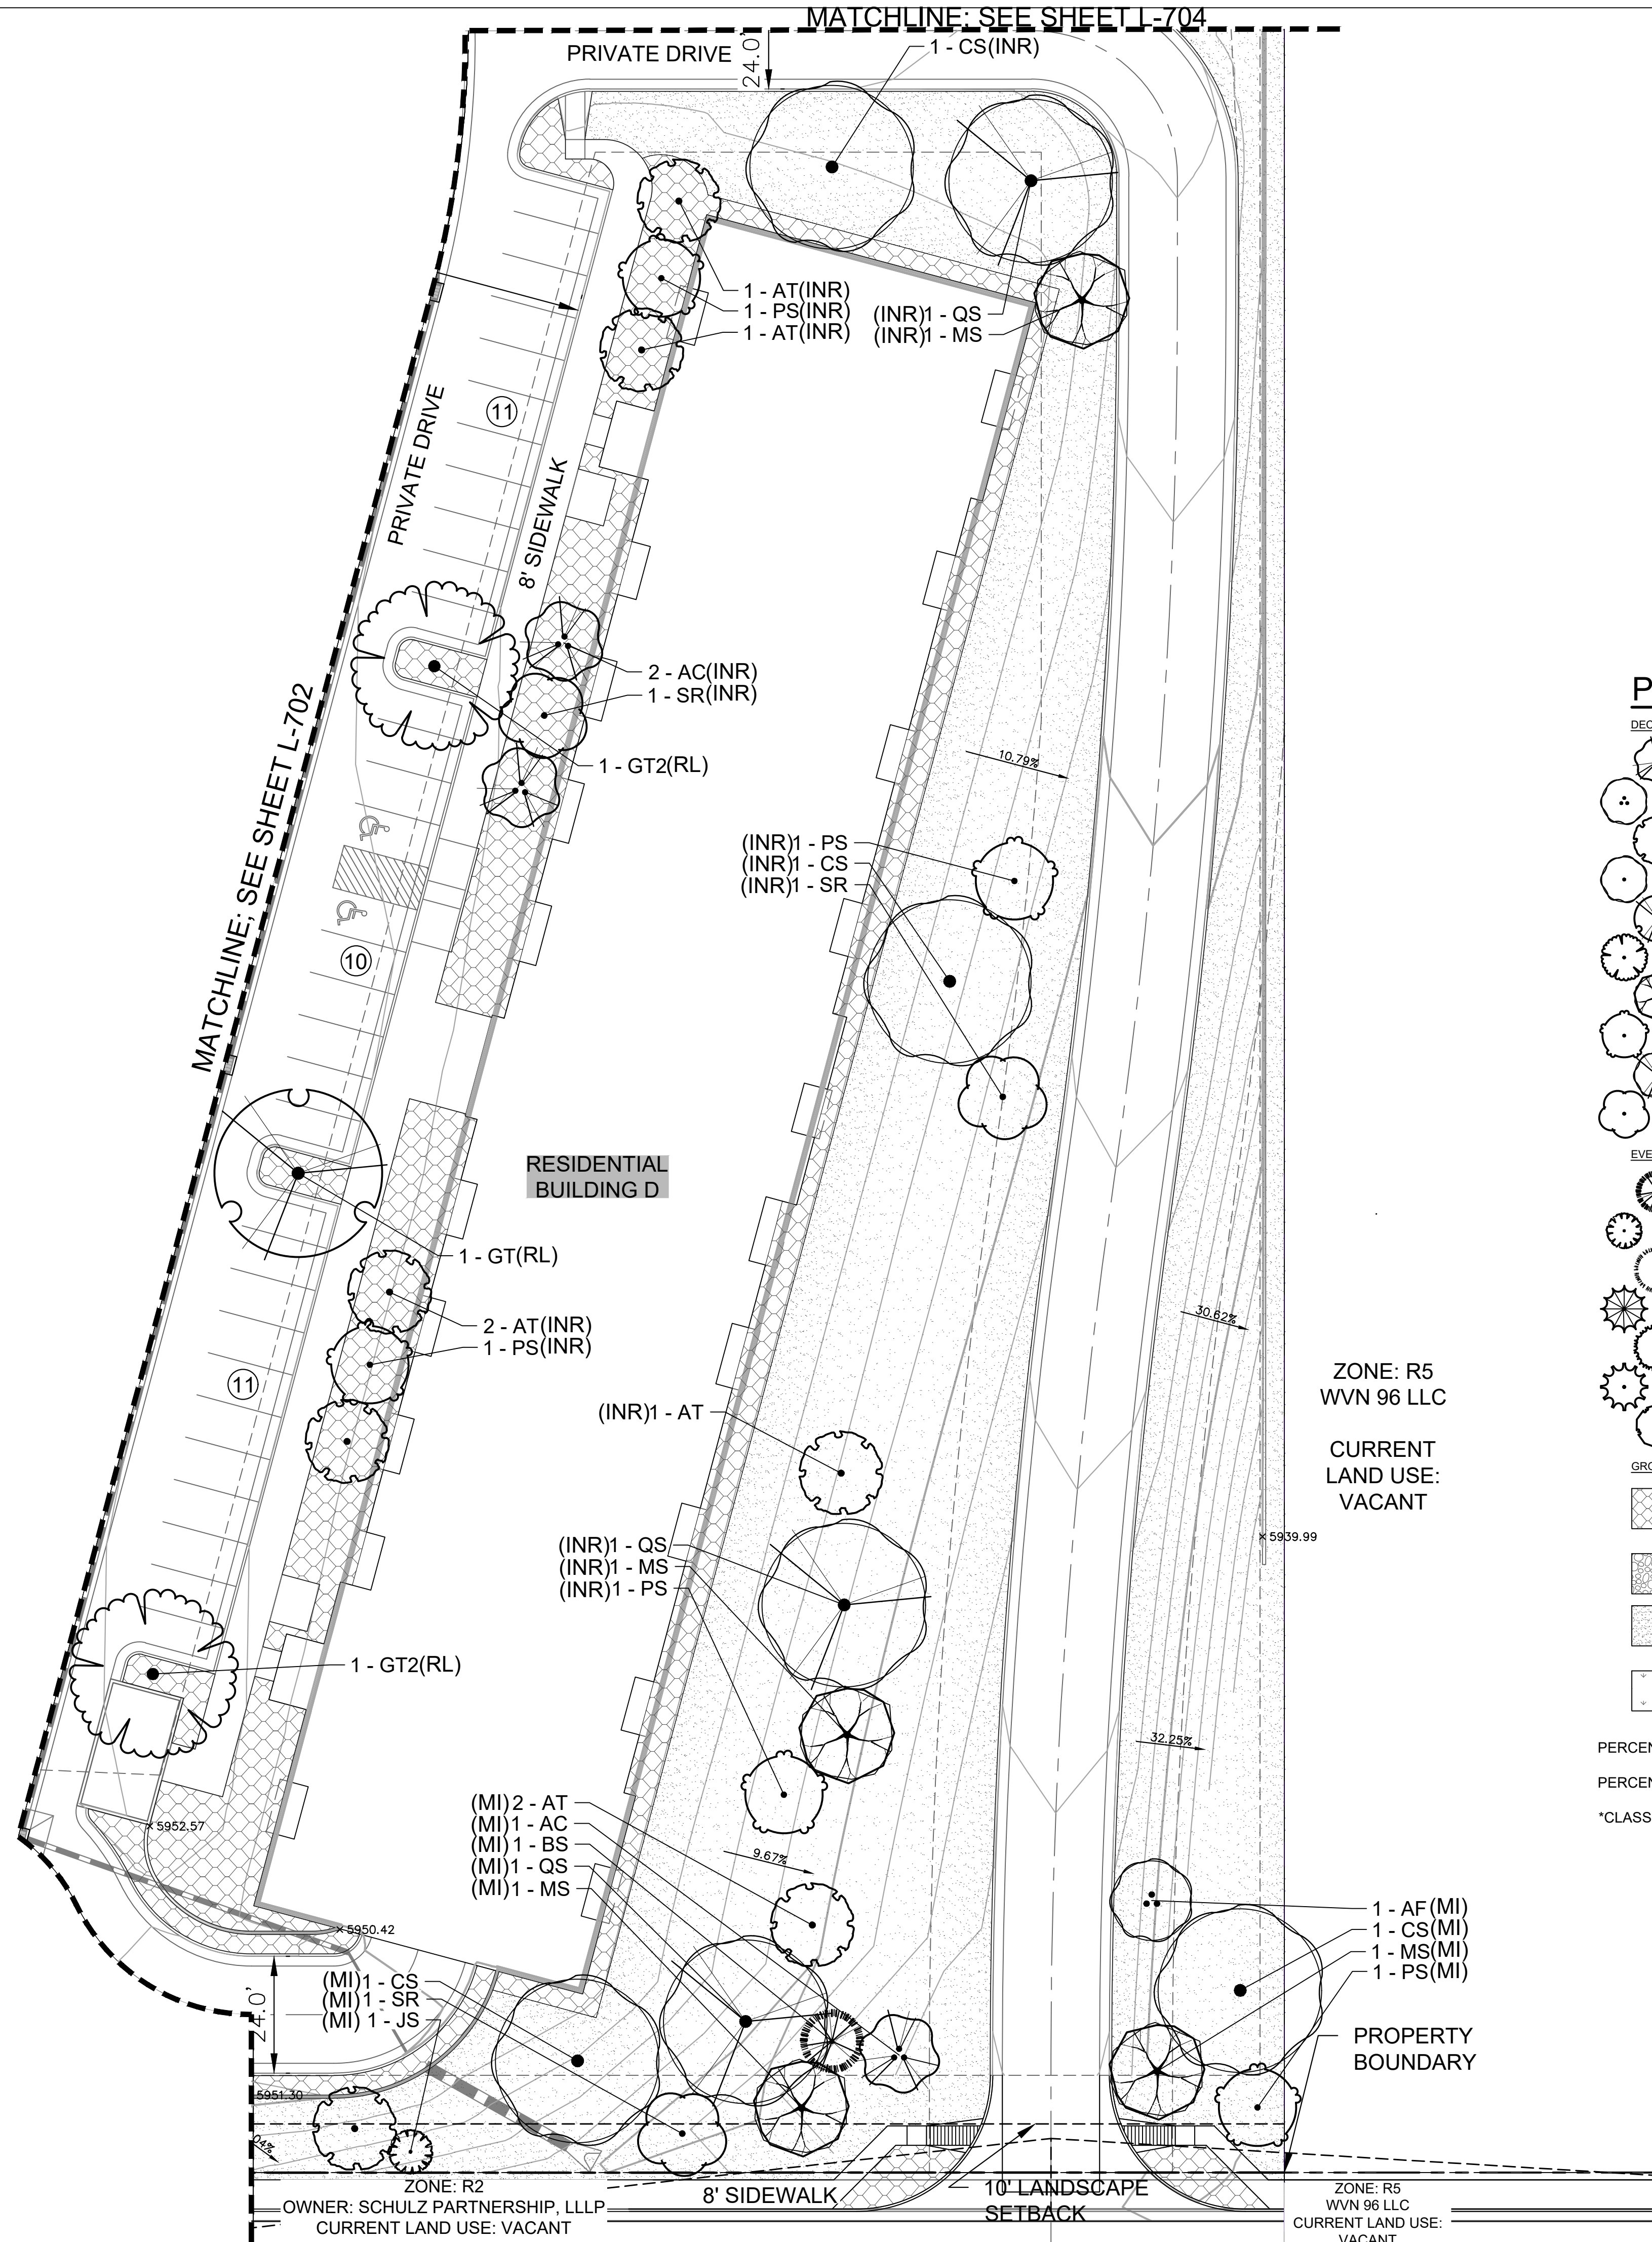 MATCHLINE; SEE SHEET L-704
PRIVATE DRIVE
24.0'
1 - CS(INR)
1 - AT(INR)
1 - PS(INR)
1 - AT(INR)
(INR)1 - QS
(INR)1 - MS
PRIVATE DRIVE
11
8' SIDEWALK
2 - AC(INR)
1 - SR(INR)
1 - GT2(RL)
MATCHLINE; SEE SHEET L-702
10.79%
(INR)1 - PS
(INR)1 - CS
(INR)1 - SR
10
RESIDENTIAL
BUILDING D
1 - GT(RL)
2 - AT(INR)
1 - PS(INR)
11
30.62%
(INR)1 - AT
ZONE: R5
WVN 96 LLC
CURRENT
LAND USE:
VACANT
5939.99
(INR)1 - QS
(INR)1 - MS
(INR)1 - PS
1 - GT2(RL)
32.25%
(MI)2 - AT
(MI)1 - AC
(MI)1 - BS
(MI)1 - QS
(MI)1 - MS
9.67%
5952.57
5950.42
1 - AF(MI)
1 - CS(MI)
1 - MS(MI)
1 - PS(MI)
24.0'
(MI)1 - CS
(MI)1 - SR
(MI) 1 - JS
PROPERTY
BOUNDARY
5951.30
04%
ZONE: R2
OWNER: SCHULZ PARTNERSHIP, LLLP
CURRENT LAND USE: VACANT
8' SIDEWALK
10' LANDSCAPE
SETBACK
ZONE: R5
WVN 96 LLC
CURRENT LAND USE:
VACANT
P
DEC
EVE
GRO
PERCEN
PERCEN
*CLASS